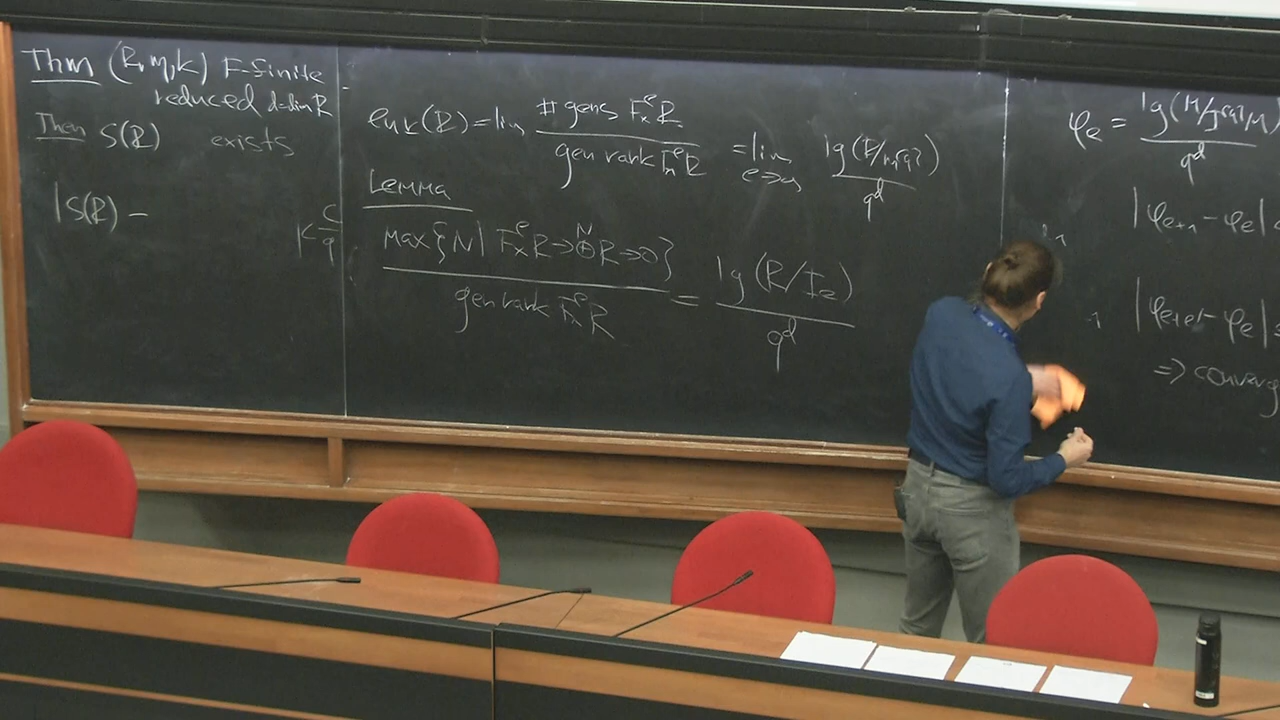 Thm (R, m, k) F-finite
reduced d=dim R
Then S(R) exists
|S(R) - | < C/q
e_HK(R) = lim # gens F^e_* R / gen rank F^e_* R = lim_{e→∞} lg(R/m^[q]) / q^d
Lemma
max{N | F^e_* R → ⊕^N R → 0} / gen rank F^e_* R = lg(R/I_e) / q^d
φ_e = lg(M/J^[q]M) / q^d
|φ_{e+1} - φ_e| ≤
|φ_{e+e'} - φ_e| ≤
⇒ converg